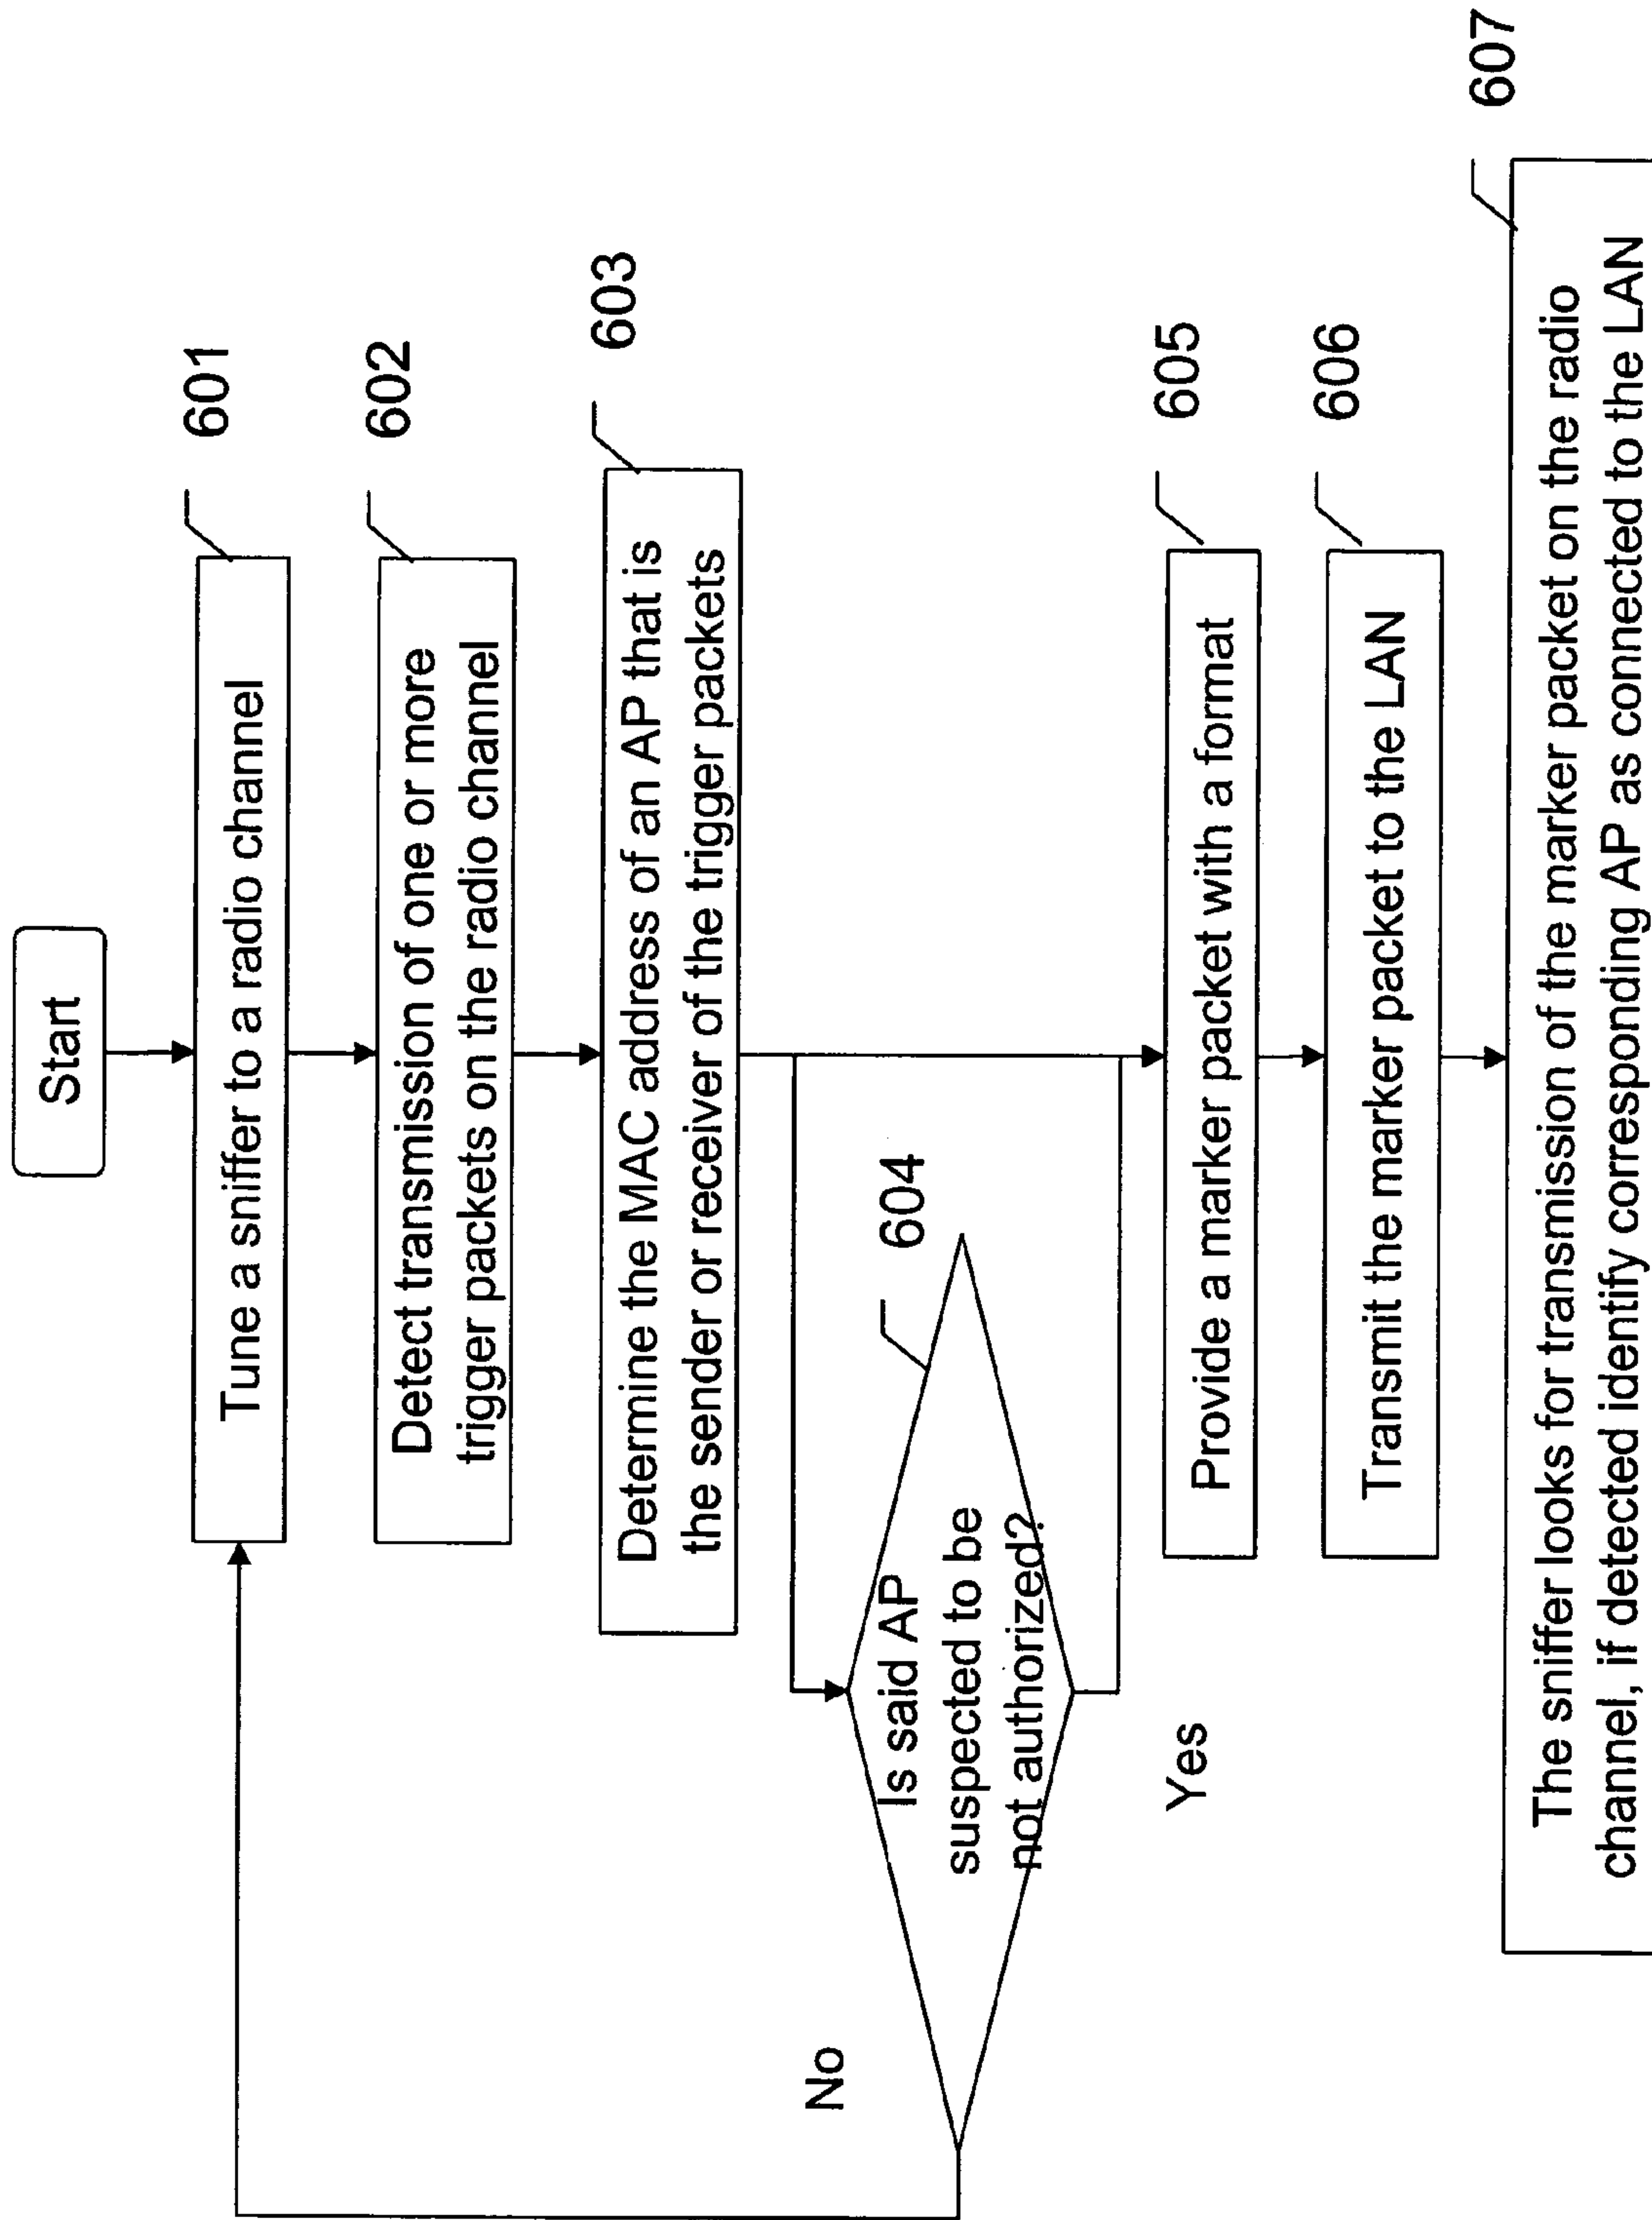 Start
601
Tune a sniffer to a radio channel
602
Detect transmission of one or more
trigger packets on the radio channel
603
Determine the MAC address of an AP that is
the sender or receiver of the trigger packets
604
Is said AP
suspected to be
not authorized?
No
Yes
605
Provide a marker packet with a format
606
Transmit the marker packet to the LAN
607
The sniffer looks for transmission of the marker packet on the radio
channel, if detected identify corresponding AP as connected to the LAN